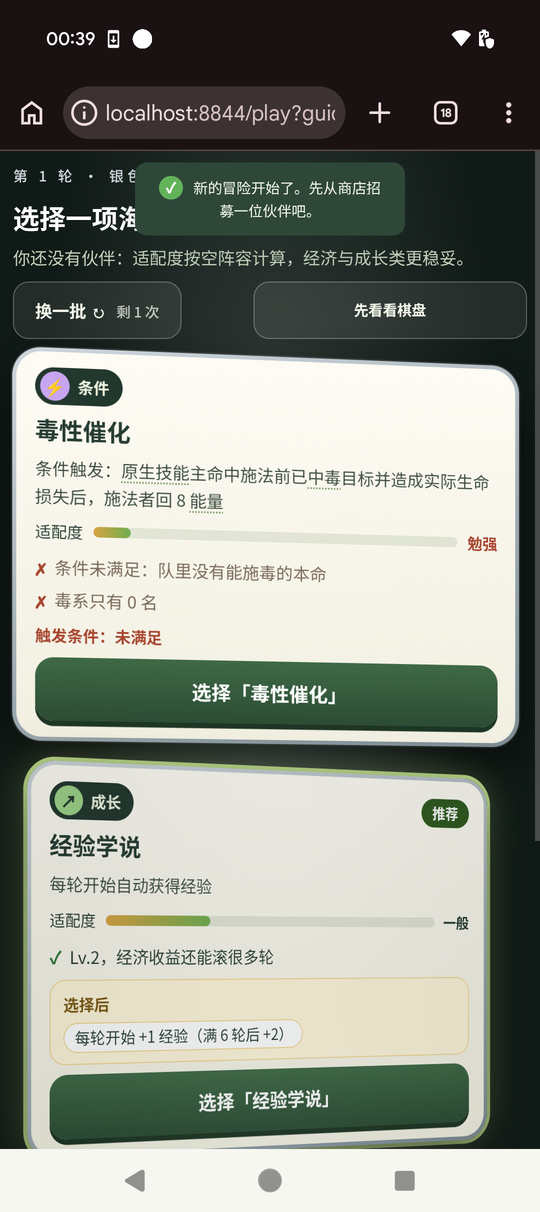 00:39
localhost:8844/play?gui
18
第 1 轮 · 银
选择一项
新的冒险开始了。先从商店招
募一位伙伴吧。
你还没有伙伴：适配度按空阵容计算，经济与成长类更稳妥。
换一批 ↻ 剩 1 次
先看看棋盘
⚡ 条件
毒性催化
条件触发：原生技能主命中施法前已中毒目标并造成实际生命
损失后，施法者回 8 能量
适配度
勉强
✗ 条件未满足：队里没有能施毒的本命
✗ 毒系只有 0 名
触发条件：未满足
选择「毒性催化」
↗ 成长
推荐
经验学说
每轮开始自动获得经验
适配度
一般
✓ Lv.2，经济收益还能滚很多轮
选择后
每轮开始 +1 经验（满 6 轮后 +2）
选择「经验学说」